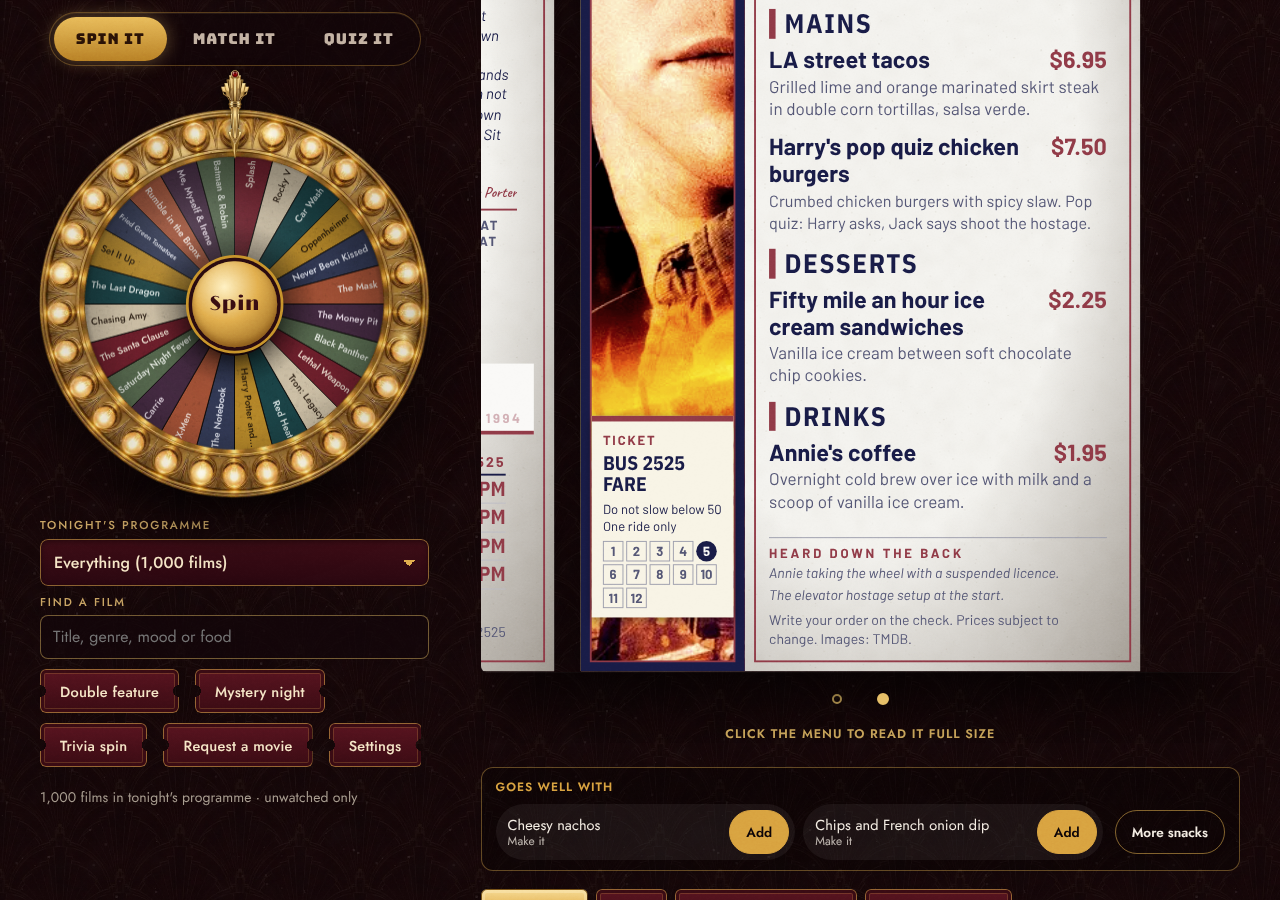 SPIN IT
MATCH IT
QUIZ IT
Splash
Rocky V
Car Wash
Oppenheimer
Never Been Kissed
The Mask
The Money Pit
Black Panther
Lethal Weapon
Tron: Legacy
Red Heat
Harry Potter and...
The Notebook
X-Men
Carrie
Saturday Night Fever
The Santa Clause
Chasing Amy
The Last Dragon
Set It Up
Fried Green Tomatoes
Rumble in the Bronx
Me, Myself & Irene
Batman & Robin
Spin
TONIGHT'S PROGRAMME
Everything (1,000 films)
FIND A FILM
Title, genre, mood or food
Double feature
Mystery night
Trivia spin
Request a movie
Settings
1,000 films in tonight's programme · unwatched only
not
Sit
Porter
AT
AT
1994
525
PM
PM
PM
PM
2525
TICKET
BUS 2525
FARE
Do not slow below 50
One ride only
1 2 3 4 5
6 7 8 9 10
11 12
MAINS
LA street tacos $6.95
Grilled lime and orange marinated skirt steak
in double corn tortillas, salsa verde.
Harry's pop quiz chicken $7.50
burgers
Crumbed chicken burgers with spicy slaw. Pop
quiz: Harry asks, Jack says shoot the hostage.
DESSERTS
Fifty mile an hour ice $2.25
cream sandwiches
Vanilla ice cream between soft chocolate
chip cookies.
DRINKS
Annie's coffee $1.95
Overnight cold brew over ice with milk and a
scoop of vanilla ice cream.
HEARD DOWN THE BACK
Annie taking the wheel with a suspended licence.
The elevator hostage setup at the start.
Write your order on the check. Prices subject to
change. Images: TMDB.
CLICK THE MENU TO READ IT FULL SIZE
GOES WELL WITH
Cheesy nachos
Make it
Add
Chips and French onion dip
Make it
Add
More snacks